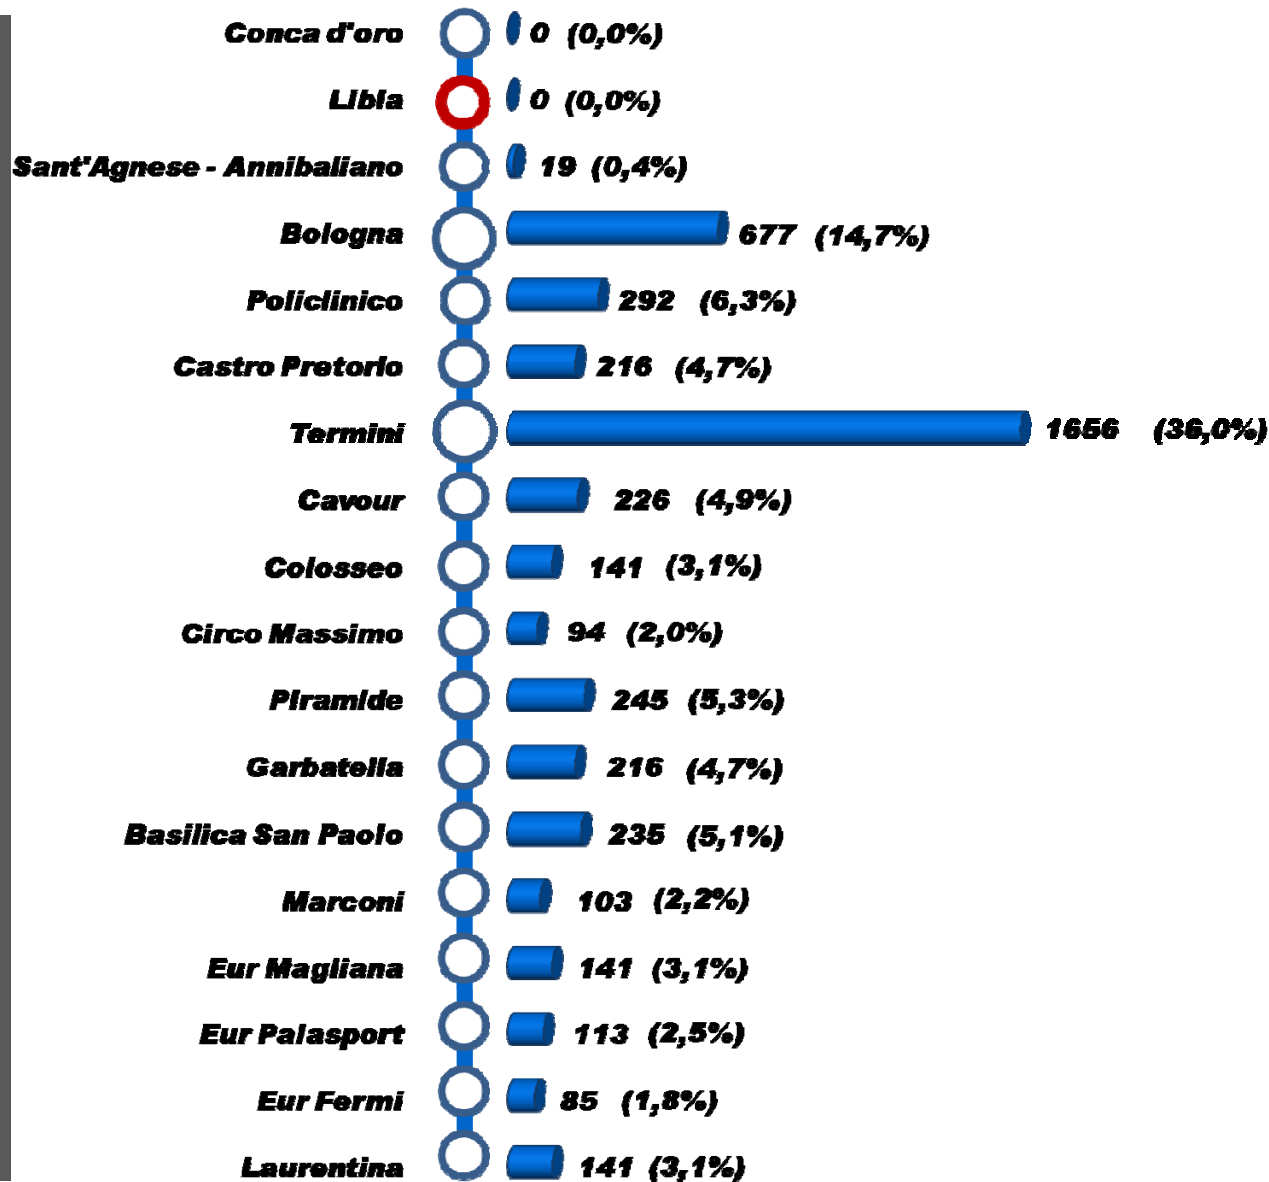 Conca d'oro 0 (0,0%)
Libia 0 (0,0%)
Sant'Agnese - Annibaliano 19 (0,4%)
Bologna 677 (14,7%)
Policlinico 292 (6,3%)
Castro Pretorio 216 (4,7%)
Termini 1656 (36,0%)
Cavour 226 (4,9%)
Colosseo 141 (3,1%)
Circo Massimo 94 (2,0%)
Piramide 245 (5,3%)
Garbatella 216 (4,7%)
Basilica San Paolo 235 (5,1%)
Marconi 103 (2,2%)
Eur Magliana 141 (3,1%)
Eur Palasport 113 (2,5%)
Eur Fermi 85 (1,8%)
Laurentina 141 (3,1%)